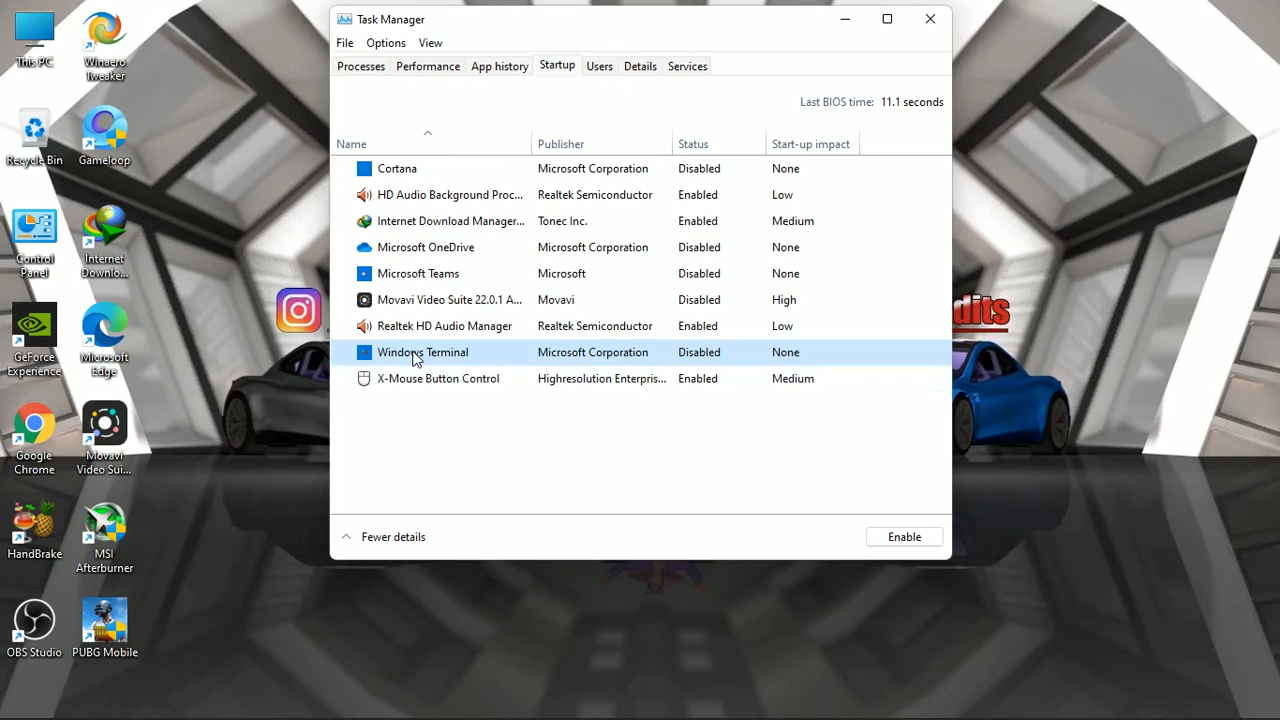 This PC
Winaero
Tweaker
Recycle Bin
Gameloop
Control
Panel
Internet
Downlo...
GeForce
Experience
Microsoft
Edge
Google
Chrome
Movavi
Video Sui...
HandBrake
MSI
Afterburner
OBS Studio
PUBG Mobile
Task Manager
File Options View
Processes Performance App history Startup Users Details Services
Last BIOS time: 11.1 seconds
Name Publisher Status Start-up impact
Cortana Microsoft Corporation Disabled None
HD Audio Background Proc... Realtek Semiconductor Enabled Low
Internet Download Manager... Tonec Inc. Enabled Medium
Microsoft OneDrive Microsoft Corporation Disabled None
Microsoft Teams Microsoft Disabled None
Movavi Video Suite 22.0.1 A... Movavi Disabled High
Realtek HD Audio Manager Realtek Semiconductor Enabled Low
Windows Terminal Microsoft Corporation Disabled None
X-Mouse Button Control Highresolution Enterpris... Enabled Medium
Fewer details Enable
dits